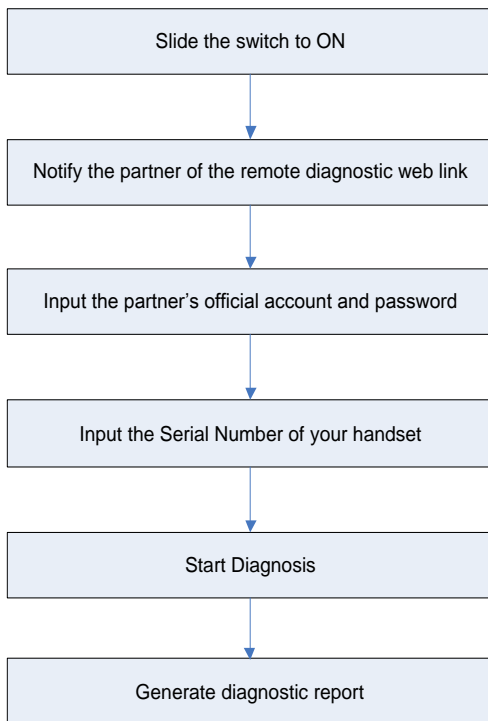 Slide the switch to ON
Notify the partner of the remote diagnostic web link
Input the partner’s official account and password
Input the Serial Number of your handset
Start Diagnosis
Generate diagnostic report